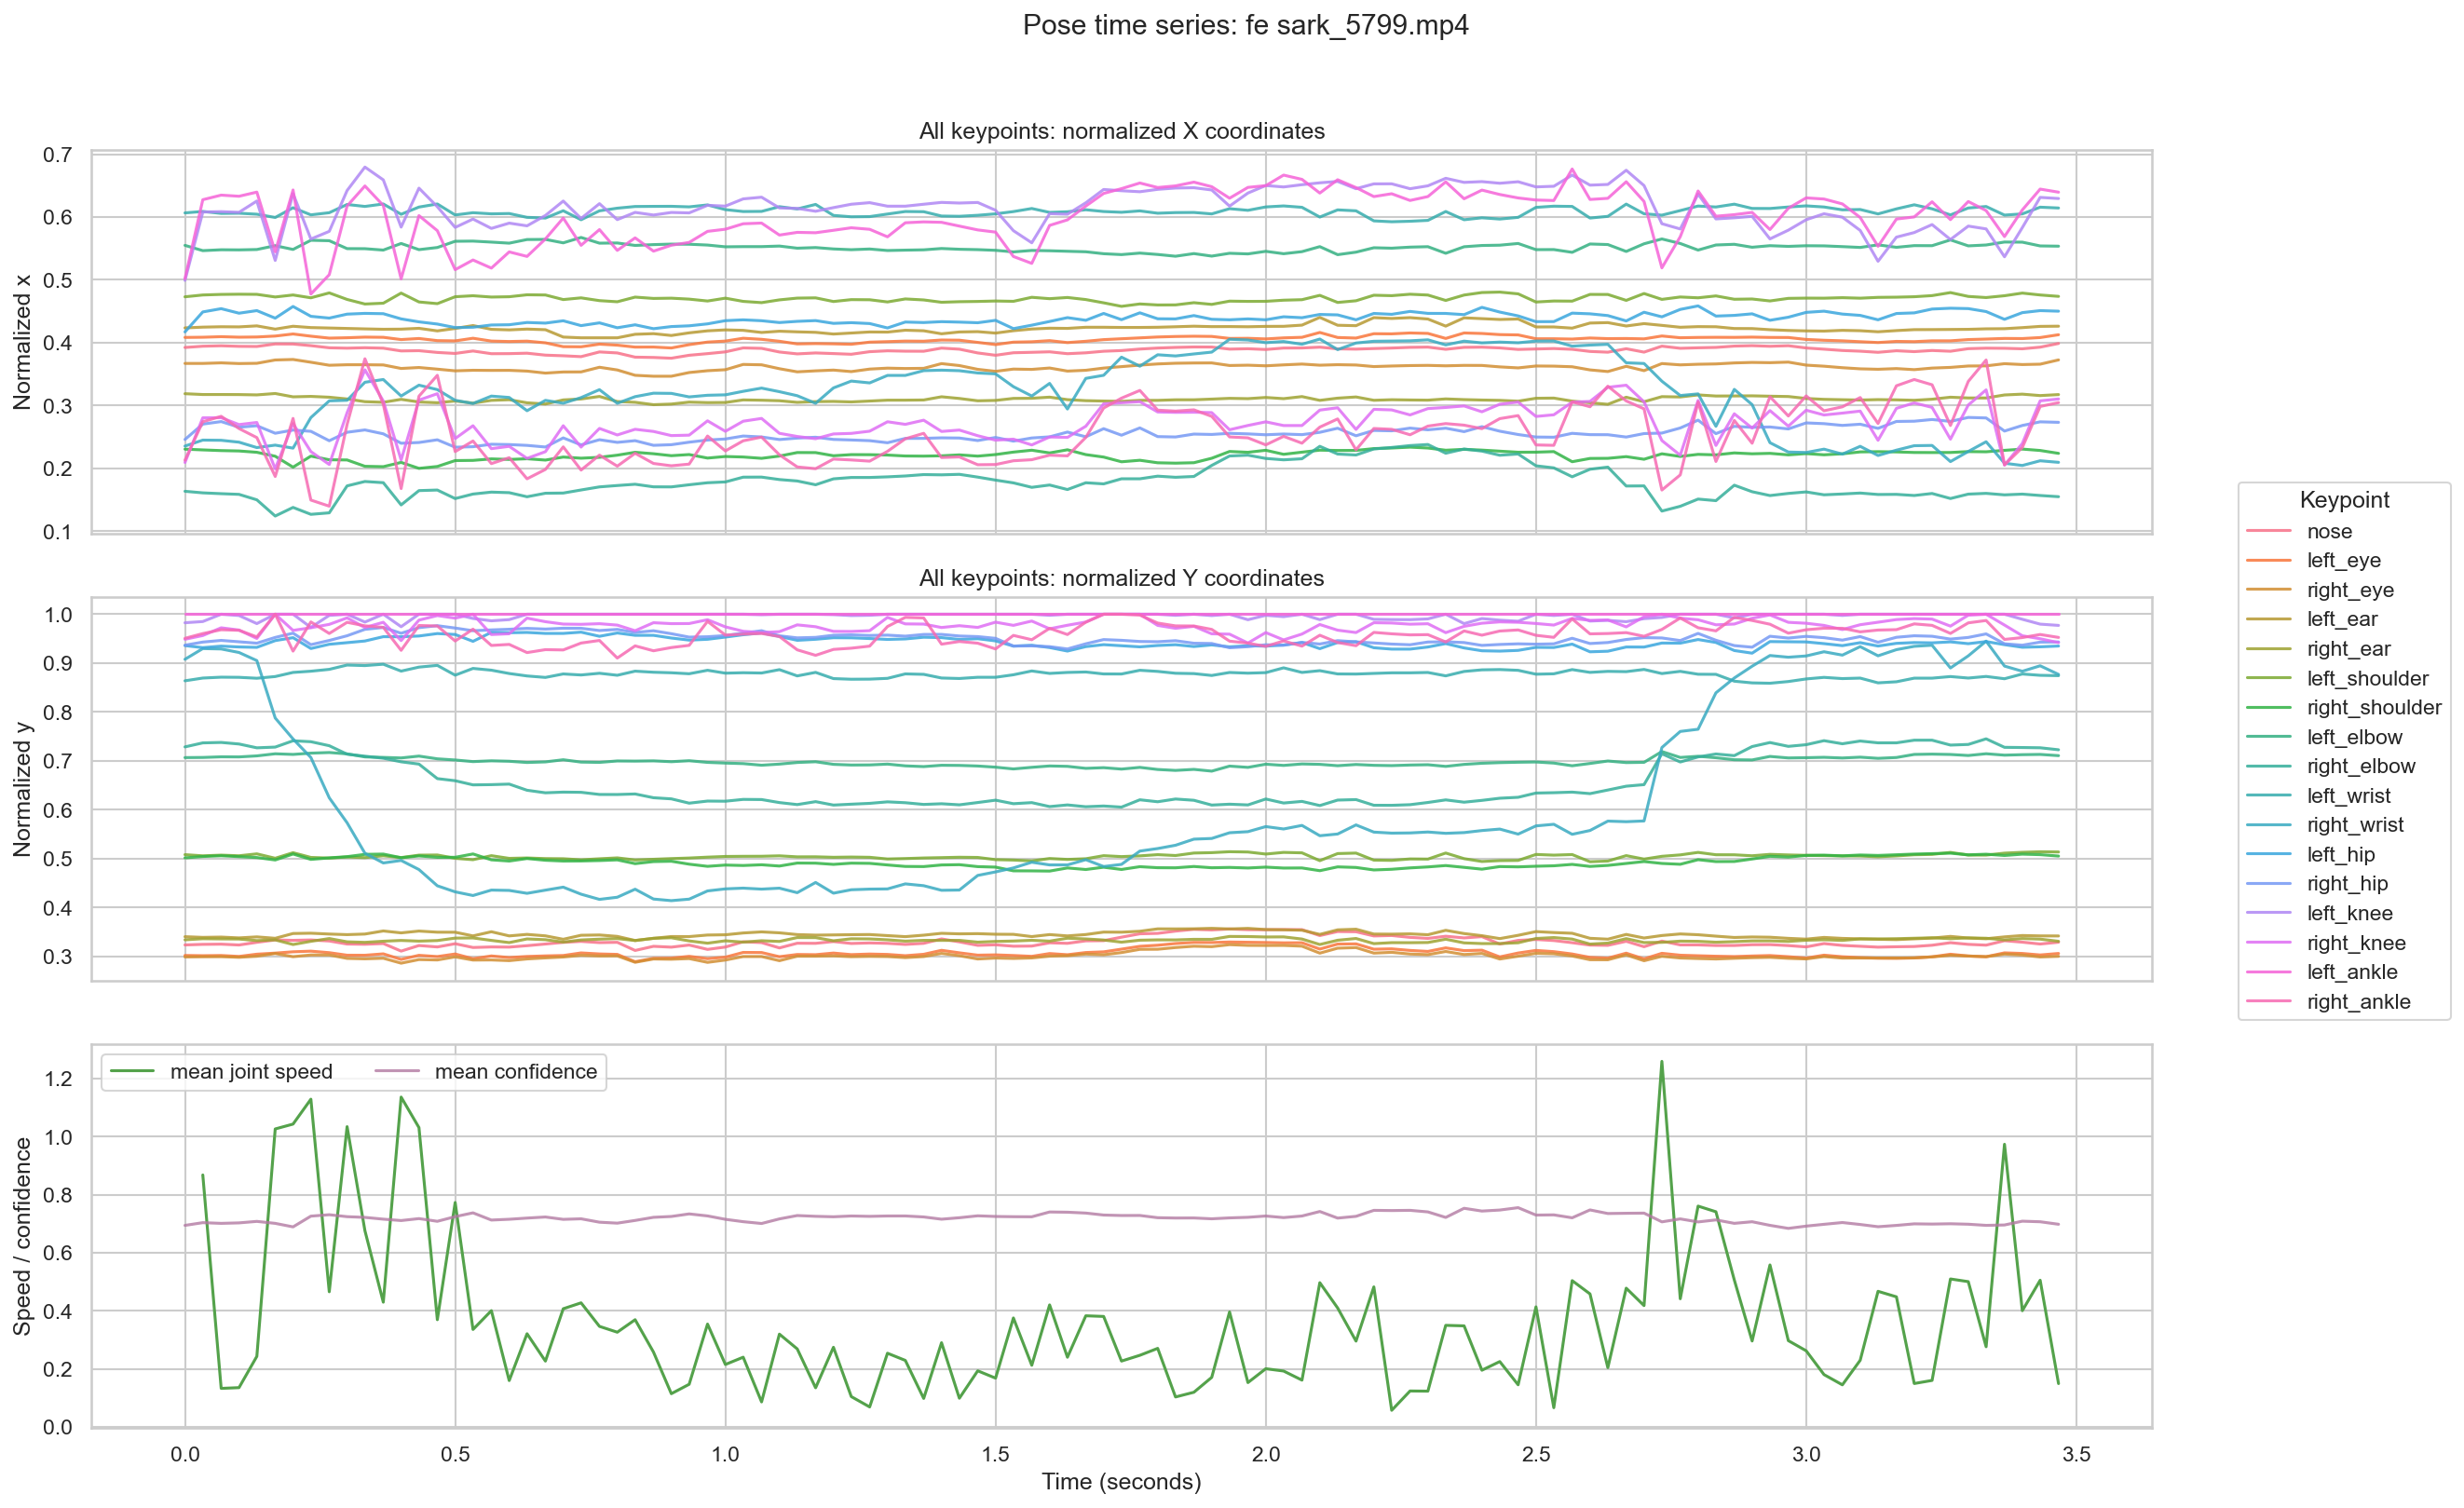 Pose time series: fe sark_5799.mp4
All keypoints: normalized X coordinates
Normalized x
0.7
0.6
0.5
0.4
0.3
0.2
0.1
All keypoints: normalized Y coordinates
Normalized y
1.0
0.9
0.8
0.7
0.6
0.5
0.4
0.3
Keypoint
nose
left_eye
right_eye
left_ear
right_ear
left_shoulder
right_shoulder
left_elbow
right_elbow
left_wrist
right_wrist
left_hip
right_hip
left_knee
right_knee
left_ankle
right_ankle
mean joint speed
mean confidence
Speed / confidence
1.2
1.0
0.8
0.6
0.4
0.2
0.0
0.0
0.5
1.0
1.5
2.0
2.5
3.0
3.5
Time (seconds)